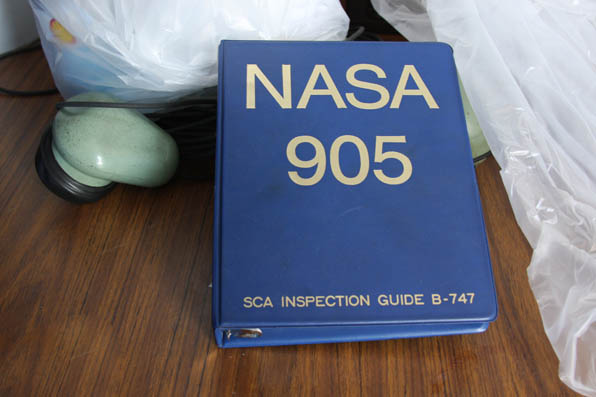 NASA
905
SCA INSPECTION GUIDE B-747